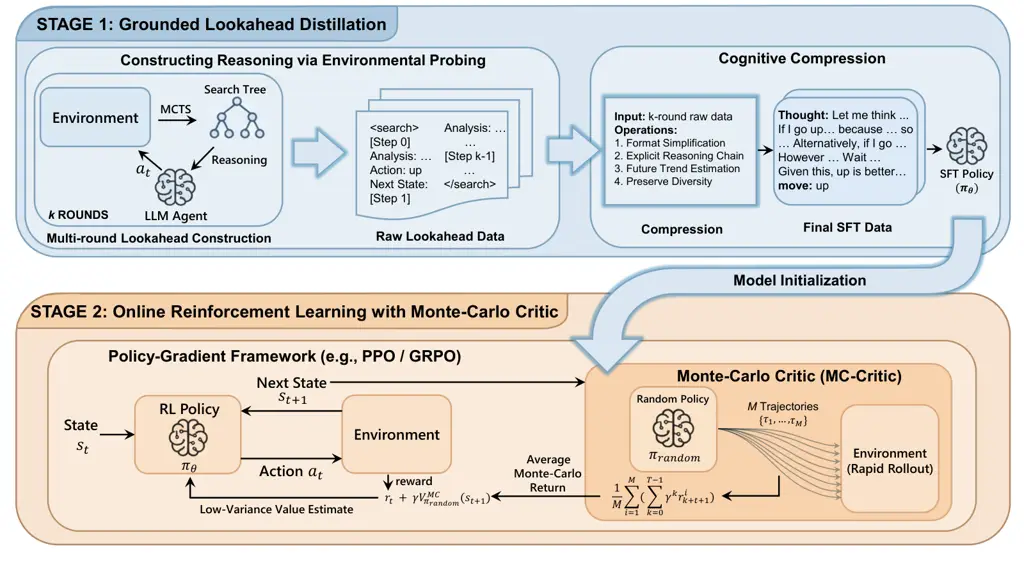 STAGE 1: Grounded Lookahead Distillation
Constructing Reasoning via Environmental Probing
Environment
MCTS
Search Tree
Reasoning
a_t
LLM Agent
k ROUNDS
Multi-round Lookahead Construction
<search>
[Step 0]
Analysis: …
Action: up
Next State:
[Step 1]
Analysis: …
…
[Step k-1]
…
</search>
Raw Lookahead Data
Cognitive Compression
Input: k-round raw data
Operations:
1. Format Simplification
2. Explicit Reasoning Chain
3. Future Trend Estimation
4. Preserve Diversity
Compression
Thought: Let me think ...
If I go up… because … so
… Alternatively, if I go …
However … Wait …
Given this, up is better…
move: up
Final SFT Data
SFT Policy
(π_θ)
Model Initialization
STAGE 2: Online Reinforcement Learning with Monte-Carlo Critic
Policy-Gradient Framework (e.g., PPO / GRPO)
Next State
s_{t+1}
State
s_t
RL Policy
π_θ
Action a_t
Environment
reward
r_t + γV^{MC}_{π_{random}}(s_{t+1})
Low-Variance Value Estimate
Average
Monte-Carlo
Return
Monte-Carlo Critic (MC-Critic)
Random Policy
π_{random}
M Trajectories
{τ_1, …, τ_M}
Environment
(Rapid Rollout)
\frac{1}{M}\sum_{i=1}^{M}(\sum_{k=0}^{T-1} γ^k r^i_{k+t+1})